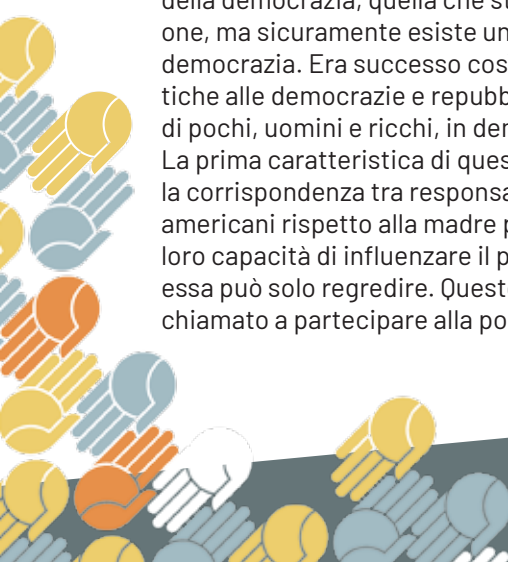 della democrazia, quella che st
one, ma sicuramente esiste un
democrazia. Era successo cos
tiche alle democrazie e repubb
di pochi, uomini e ricchi, in der
La prima caratteristica di ques
la corrispondenza tra responsa
americani rispetto alla madre p
loro capacità di influenzare il p
essa può solo regredire. Quest
chiamato a partecipare alla po